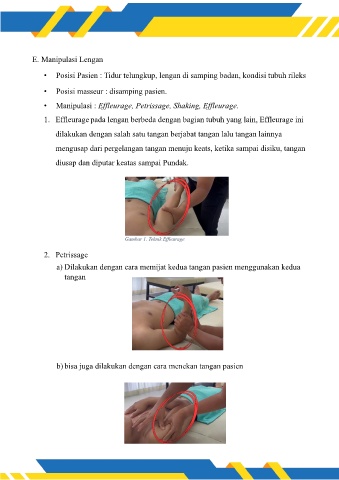 E. Manipulasi Lengan
• Posisi Pasien : Tidur telungkup, lengan di samping badan, kondisi tubuh rileks
• Posisi masseur : disamping pasien.
• Manipulasi : Effleurage, Petrissage, Shaking, Effleurage.
1. Effleurage pada lengan berbeda dengan bagian tubuh yang lain, Effleurage ini
dilakukan dengan salah satu tangan berjabat tangan lalu tangan lainnya
mengusap dari pergelangan tangan menuju keats, ketika sampai disiku, tangan
diusap dan diputar keatas sampai Pundak.
Gambar 1. Teknik Effleurage
2. Petrissage
a) Dilakukan dengan cara memijat kedua tangan pasien menggunakan kedua
tangan
b) bisa juga dilakukan dengan cara menekan tangan pasien